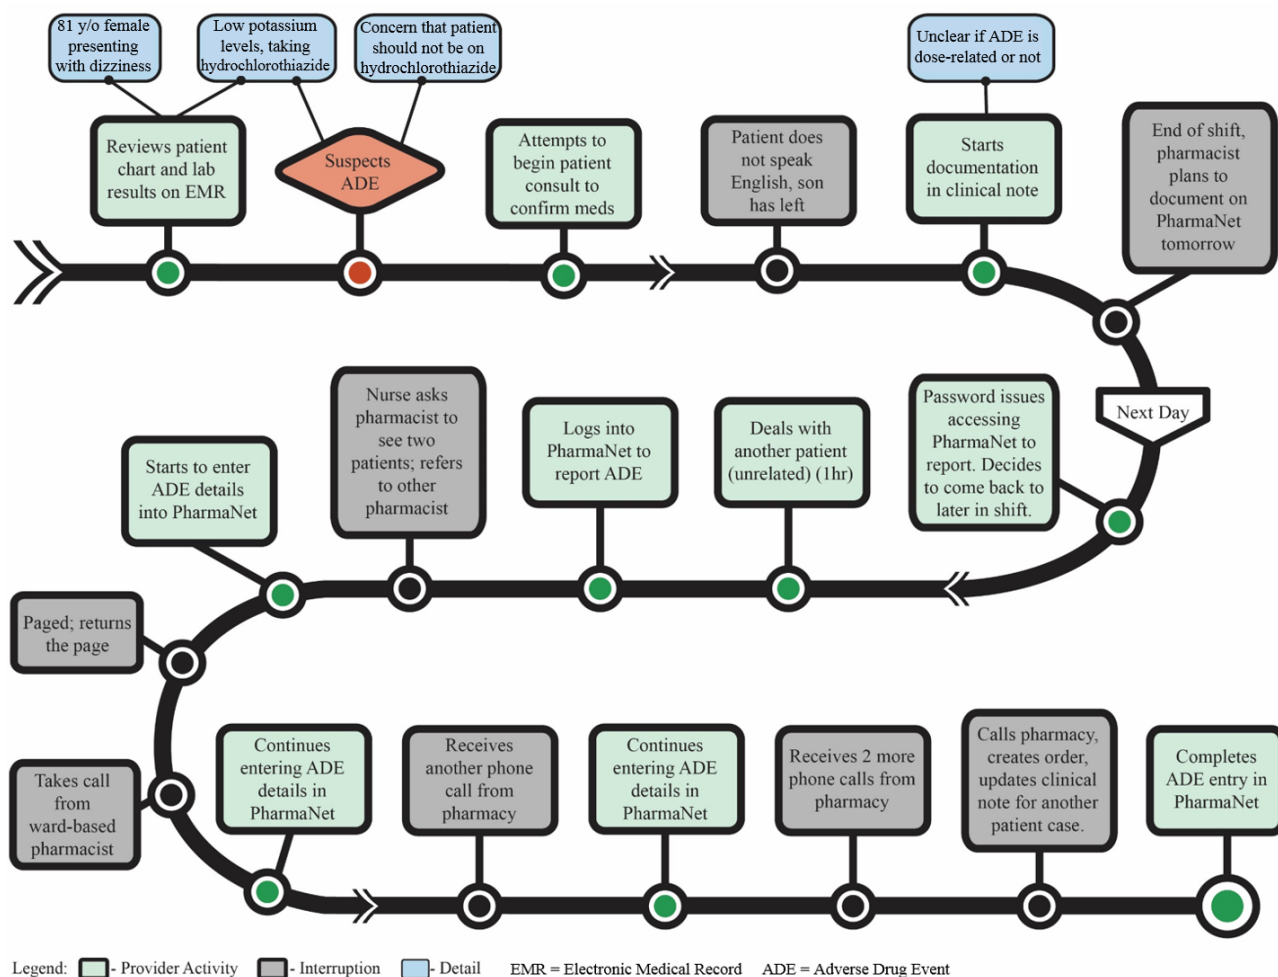 81 y/o female
presenting
with dizziness
Low potassium
levels, taking
hydrochlorothiazide
Concern that patient
should not be on
hydrochlorothiazide
Unclear if ADE is
dose-related or not
Reviews patient
chart and lab
results on EMR
Suspects
ADE
Attempts to
begin patient
consult to
confirm meds
Patient does
not speak
English, son
has left
Starts
documentation
in clinical note
End of shift,
pharmacist
plans to
document on
PharmaNet
tomorrow
Next Day
Password issues
accessing
PharmaNet to
report. Decides
to come back to
later in shift.
Deals with
another patient
(unrelated) (1hr)
Logs into
PharmaNet to
report ADE
Nurse asks
pharmacist to
see two
patients; refers
to other
pharmacist
Starts to enter
ADE details
into PharmaNet
Paged; returns
the page
Takes call
from
ward-based
pharmacist
Continues
entering ADE
details in
PharmaNet
Receives
another phone
call from
pharmacy
Continues
entering ADE
details in
PharmaNet
Receives 2 more
phone calls from
pharmacy
Calls pharmacy,
creates order,
updates clinical
note for another
patient case.
Completes
ADE entry in
PharmaNet
Legend: - Provider Activity - Interruption - Detail EMR = Electronic Medical Record ADE = Adverse Drug Event